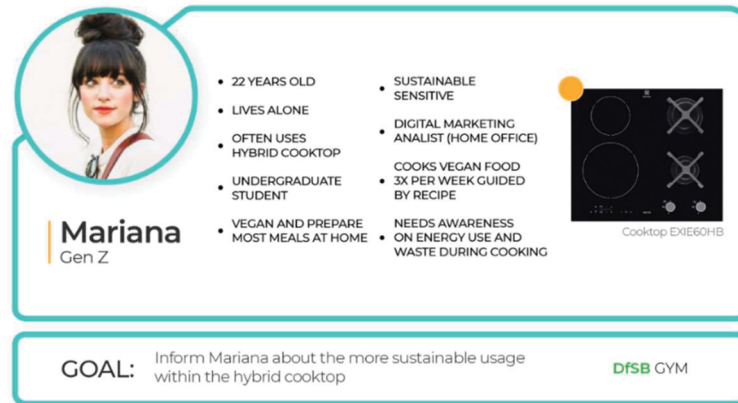 22 YEARS OLD
LIVES ALONE
OFTEN USES
HYBRID COOKTOP
UNDERGRADUATE
STUDENT
VEGAN AND PREPARE
MOST MEALS AT HOME
SUSTAINABLE
SENSITIVE
DIGITAL MARKETING
ANALIST (HOME OFFICE)
COOKS VEGAN FOOD
3X PER WEEK GUIDED
BY RECIPE
NEEDS AWARENESS
ON ENERGY USE AND
WASTE DURING COOKING
Cooktop EXIE60HB
Mariana
Gen Z
GOAL:
Inform Mariana about the more sustainable usage
within the hybrid cooktop
DfSB GYM